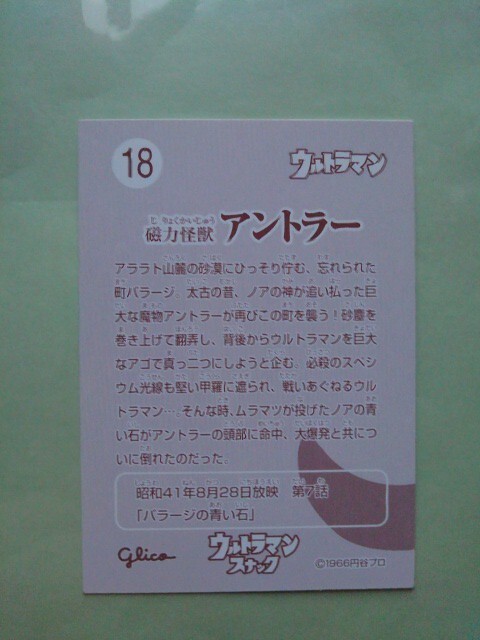 18
ウルトラマン
じりょくかいじゅう
磁力怪獣 アントラー
アララト山麓の砂漠にひっそり佇む、忘れられた
町バラージ。太古の昔、ノアの神が追い払った巨
大な魔物アントラーが再びこの町を襲う!砂塵を
巻き上げて翻弄し、背後からウルトラマンを巨大
なアゴで真っ二つにしようと企む。必殺のスペシ
ウム光線も堅い甲羅に遮られ、戦いあぐねるウル
トラマン…。そんな時、ムラマツが投げたノアの青
い石がアントラーの頭部に命中、大爆発と共につ
いに倒れたのだった。
昭和41年8月28日放映 第7話
「バラージの青い石」
glico
ウルトラマン
スナック
©1966円谷プロ